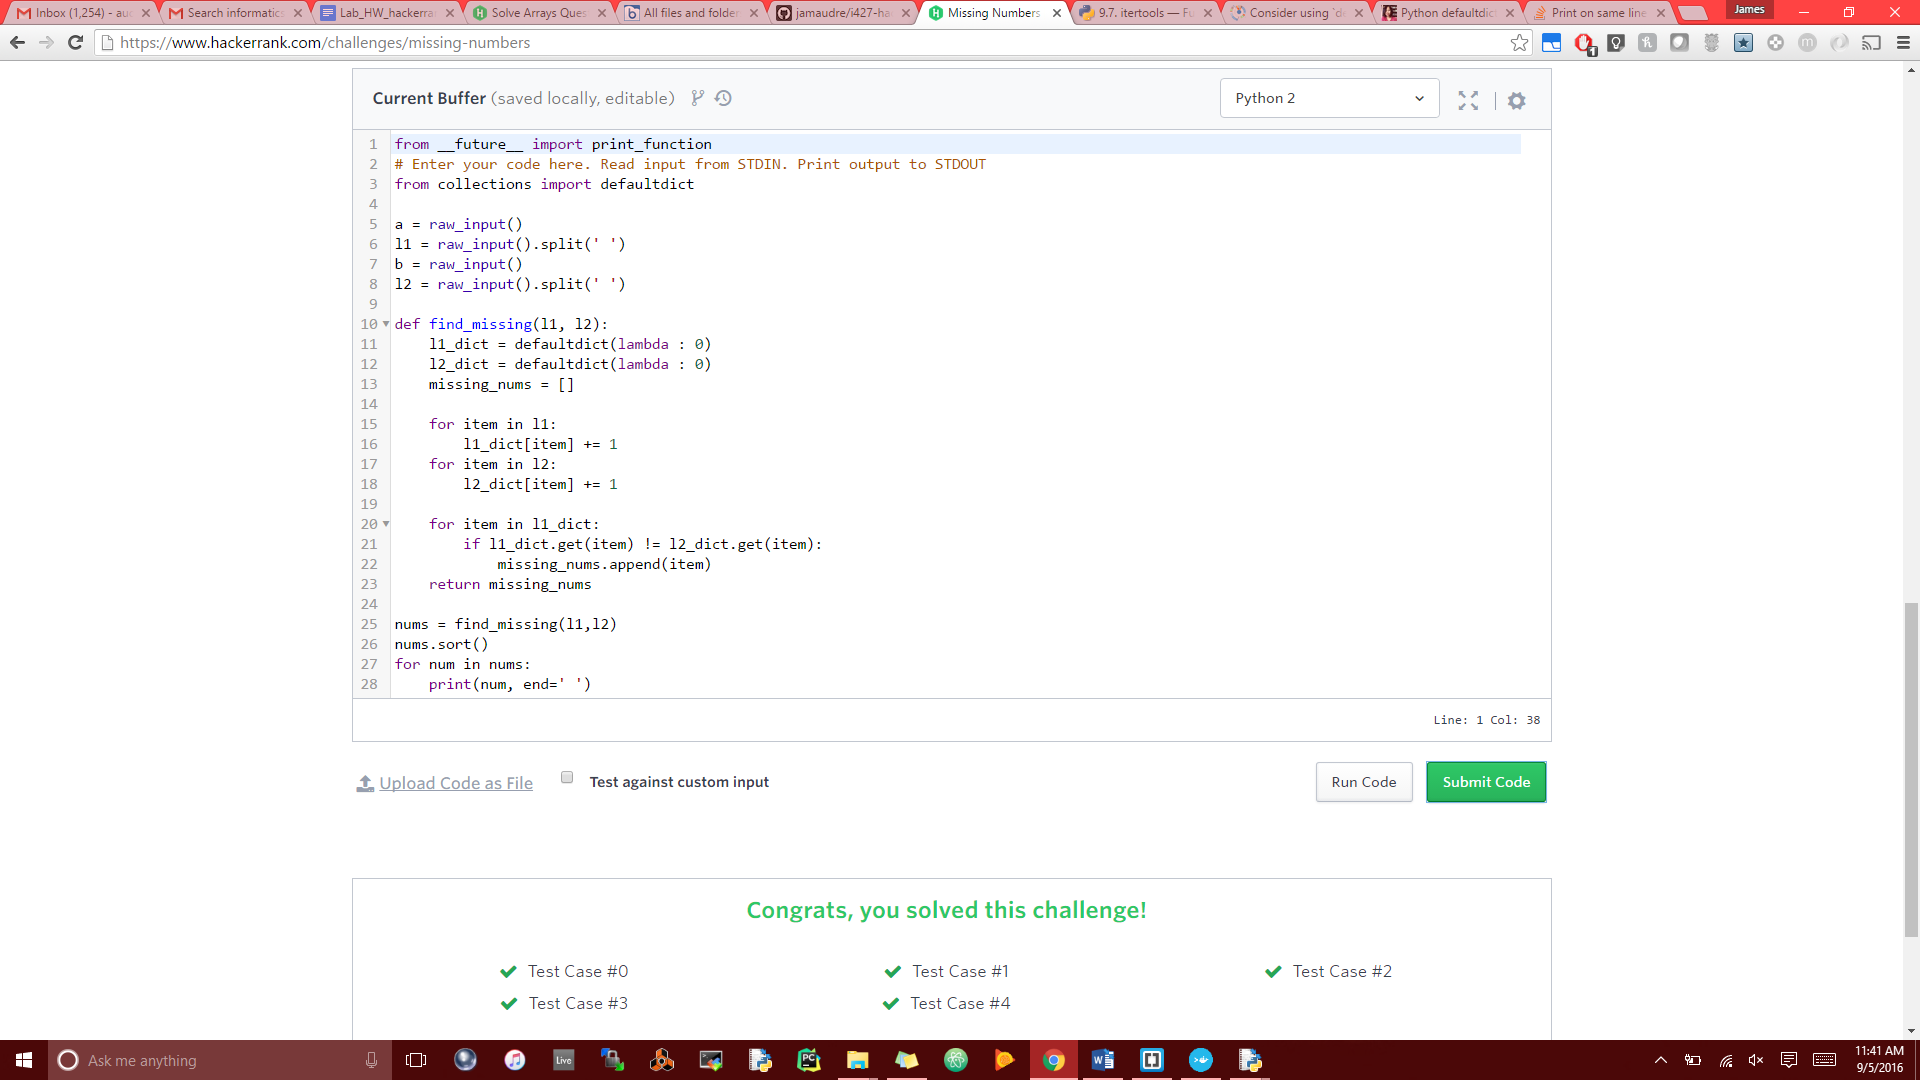 Inbox (1,254) - au
Search informatics
Lab_HW_hackerra
Solve Arrays Ques
All files and folder
jamaudre/i427-ha
Missing Numbers
9.7. itertools — Fu
Consider using 'de
Python defaultdic
Print on same line
James
https://www.hackerrank.com/challenges/missing-numbers
Current Buffer (saved locally, editable)
Python 2
1 from __future__ import print_function
2 # Enter your code here. Read input from STDIN. Print output to STDOUT
3 from collections import defaultdict
4
5 a = raw_input()
6 l1 = raw_input().split(' ')
7 b = raw_input()
8 l2 = raw_input().split(' ')
9
10 def find_missing(l1, l2):
11     l1_dict = defaultdict(lambda : 0)
12     l2_dict = defaultdict(lambda : 0)
13     missing_nums = []
14
15     for item in l1:
16         l1_dict[item] += 1
17     for item in l2:
18         l2_dict[item] += 1
19
20     for item in l1_dict:
21         if l1_dict.get(item) != l2_dict.get(item):
22             missing_nums.append(item)
23     return missing_nums
24
25 nums = find_missing(l1,l2)
26 nums.sort()
27 for num in nums:
28     print(num, end=' ')
Line: 1 Col: 38
Upload Code as File
Test against custom input
Run Code
Submit Code
Congrats, you solved this challenge!
Test Case #0
Test Case #1
Test Case #2
Test Case #3
Test Case #4
Ask me anything
Live
11:41 AM
9/5/2016